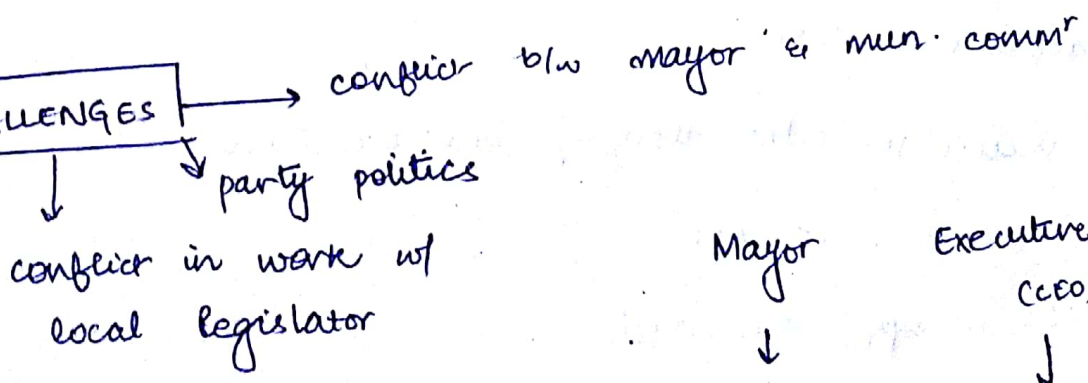 conflict b/w mayor & mun. commr
LLENGES
party politics
conflict in work w/
local legislator
Mayor Executive
(CEO